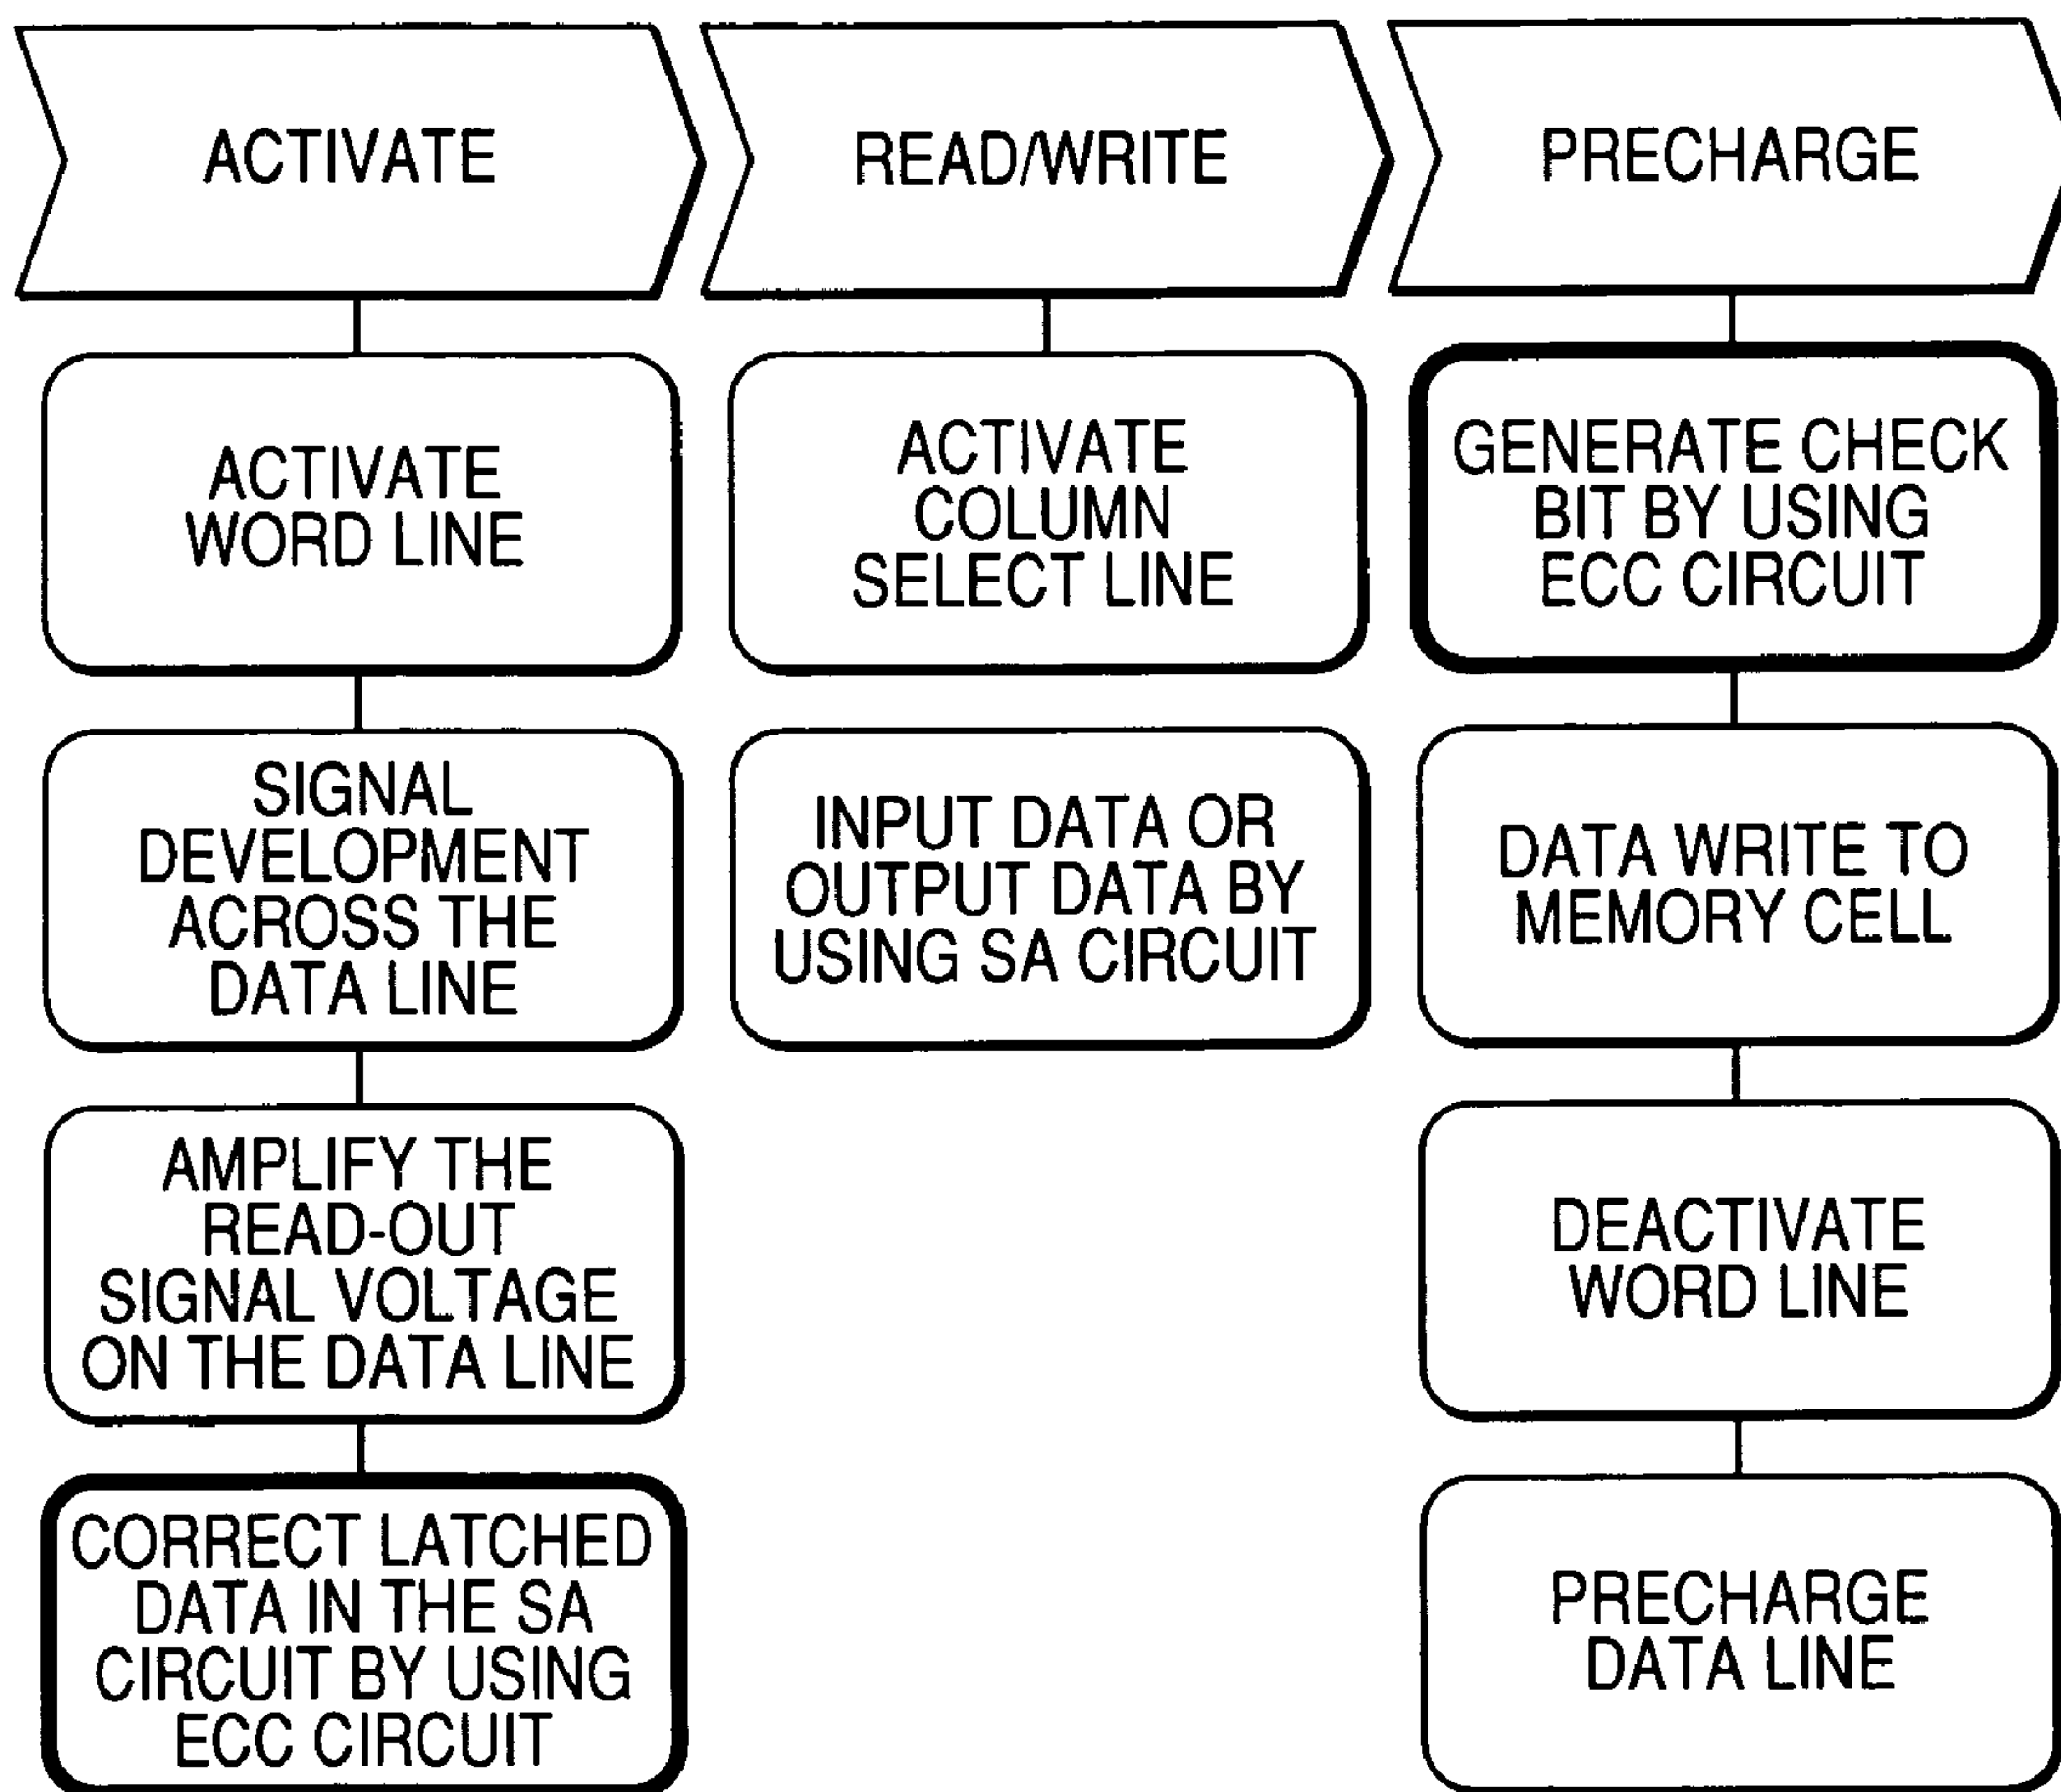 ACTIVATE
READ/WRITE
PRECHARGE
ACTIVATE
WORD LINE
SIGNAL
DEVELOPMENT
ACROSS THE
DATA LINE
AMPLIFY THE
READ-OUT
SIGNAL VOLTAGE
ON THE DATA LINE
CORRECT LATCHED
DATA IN THE SA
CIRCUIT BY USING
ECC CIRCUIT
ACTIVATE
COLUMN
SELECT LINE
INPUT DATA OR
OUTPUT DATA BY
USING SA CIRCUIT
GENERATE CHECK
BIT BY USING
ECC CIRCUIT
DATA WRITE TO
MEMORY CELL
DEACTIVATE
WORD LINE
PRECHARGE
DATA LINE